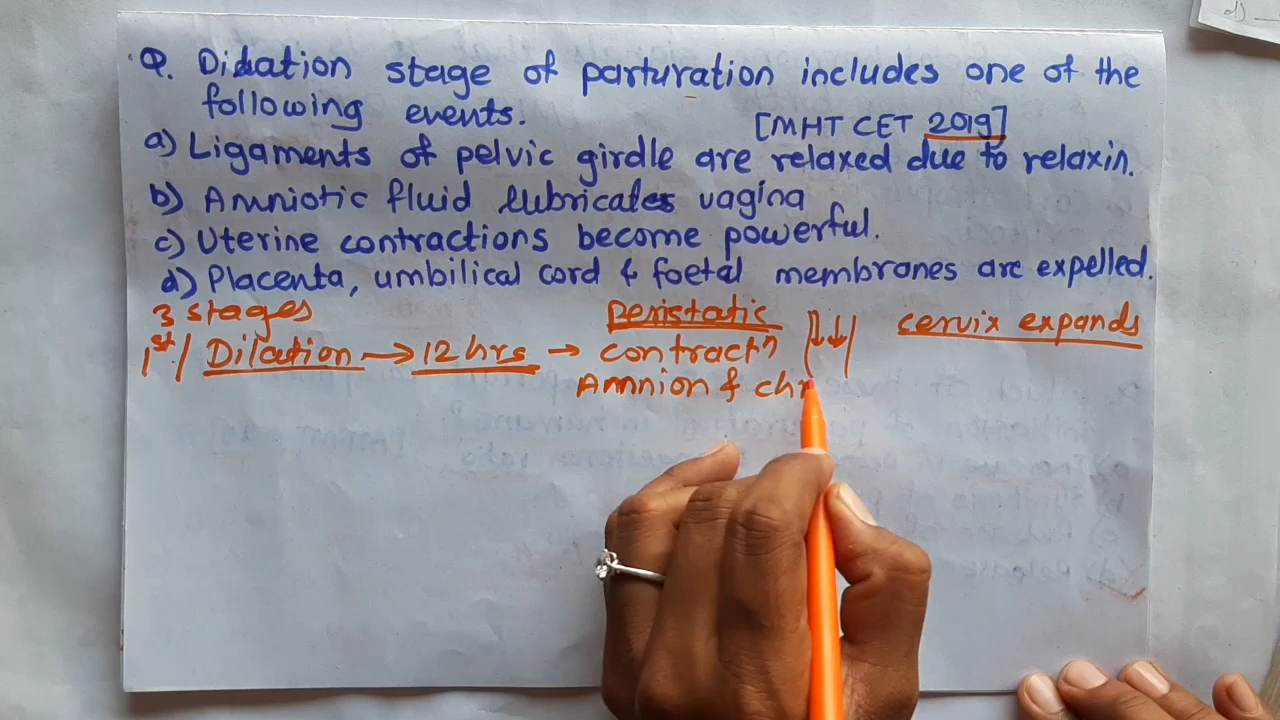 Q. Dilation stage of parturation includes one of the
following events.
[MHT CET 2019]
a) Ligaments of pelvic girdle are relaxed due to relaxin.
b) Amniotic fluid lubricates vagina
c) Uterine contractions become powerful.
d) Placenta, umbilical cord & foetal membranes are expelled.
3 stages
1st / Dilation → 12 hrs → peristatic cervix expands
contractn
Amnion & chr
d)